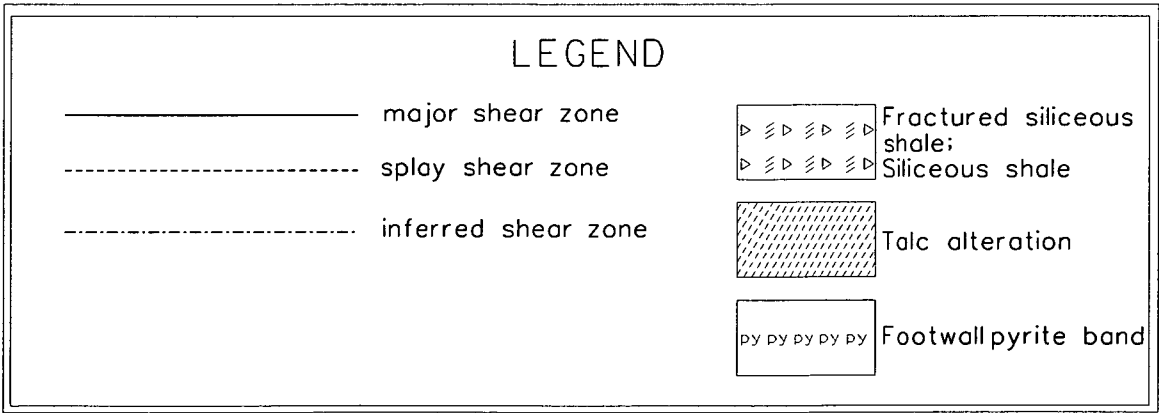 LEGEND
major shear zone
splay shear zone
inferred shear zone
Fractured siliceous
shale;
Siliceous shale
Talc alteration
py py py py py
Footwall pyrite band